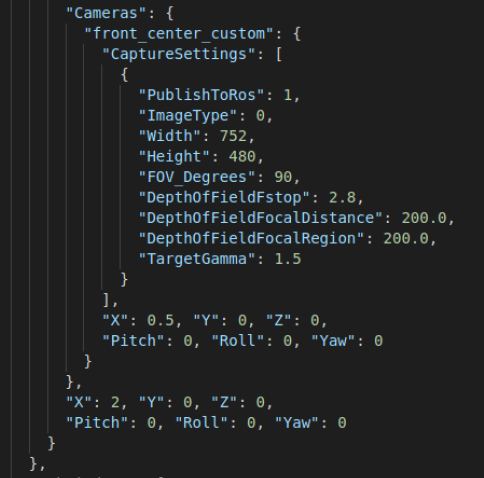 "Cameras": {
"front_center_custom": {
"CaptureSettings": [
{
"PublishToRos": 1,
"ImageType": 0,
"Width": 752,
"Height": 480,
"FOV_Degrees": 90,
"DepthOfFieldFstop": 2.8,
"DepthOfFieldFocalDistance": 200.0,
"DepthOfFieldFocalRegion": 200.0,
"TargetGamma": 1.5
}
],
"X": 0.5, "Y": 0, "Z": 0,
"Pitch": 0, "Roll": 0, "Yaw": 0
}
},
"X": 2, "Y": 0, "Z": 0,
"Pitch": 0, "Roll": 0, "Yaw": 0
}
},